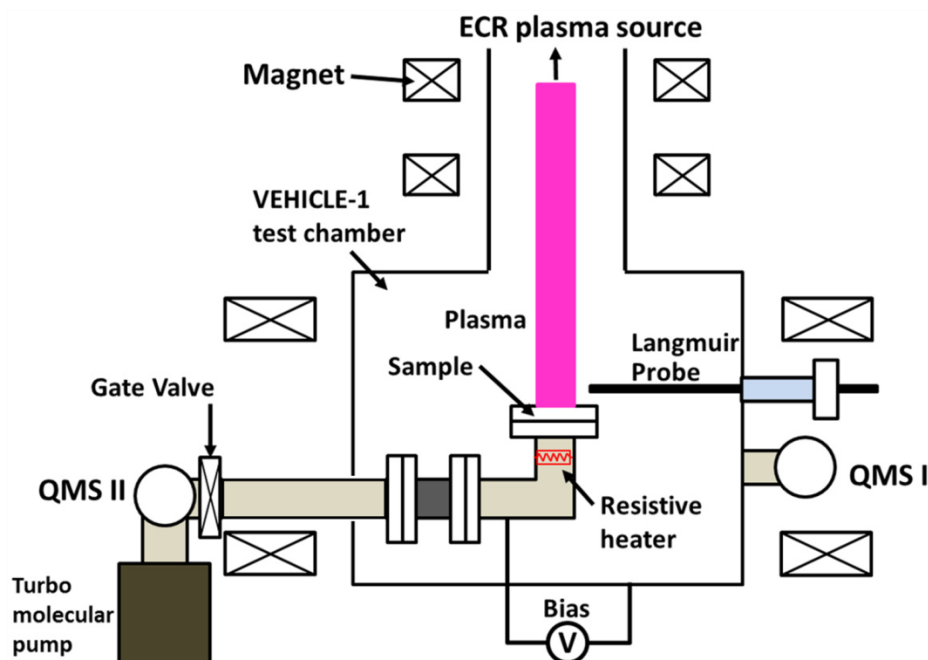 ECR plasma source
Magnet
VEHICLE-1
test chamber
Plasma
Langmuir
Probe
Sample
Gate Valve
QMS II
QMS I
Resistive
heater
Turbo
molecular
pump
Bias
V